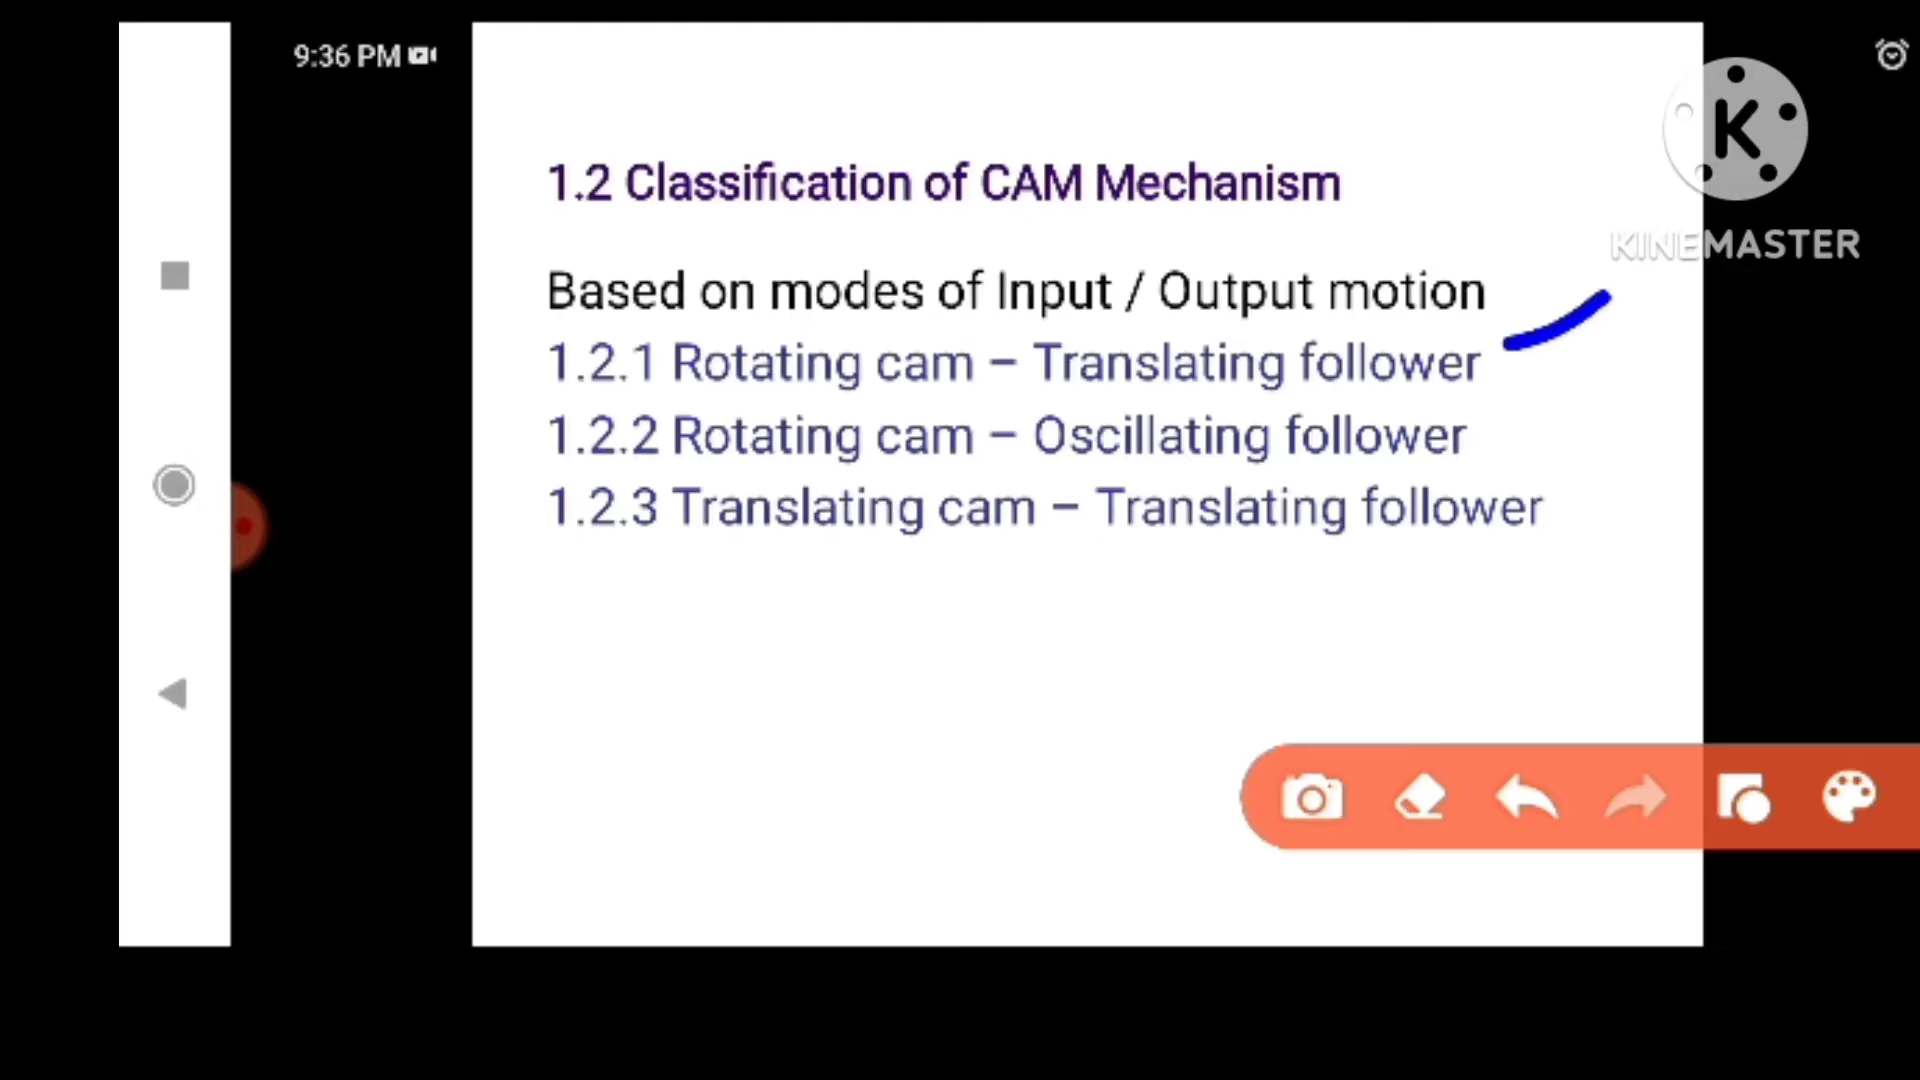 9:36 PM
1.2 Classification of CAM Mechanism
K
KINEMASTER
Based on modes of Input / Output motion
1.2.1 Rotating cam – Translating follower
1.2.2 Rotating cam – Oscillating follower
1.2.3 Translating cam – Translating follower